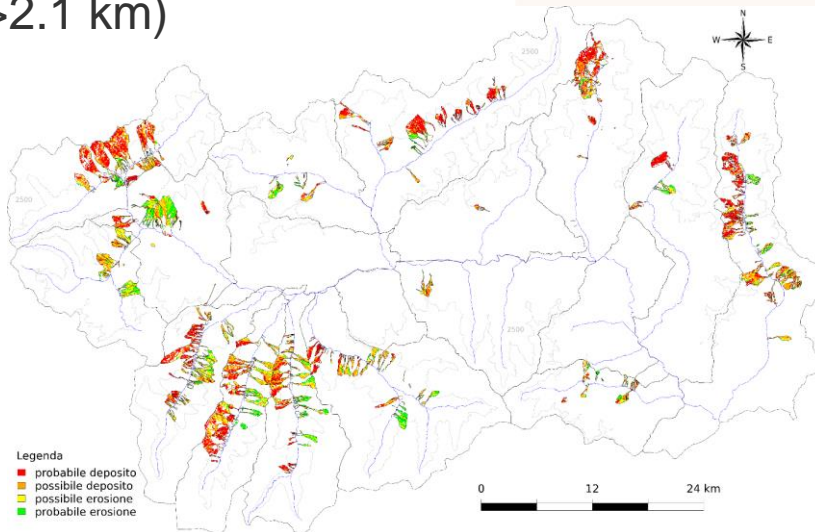 >2.1 km)
N
W E
S
2500
2500
2500
Legenda
probabile deposito
possibile deposito
possibile erosione
probabile erosione
0 12 24 km